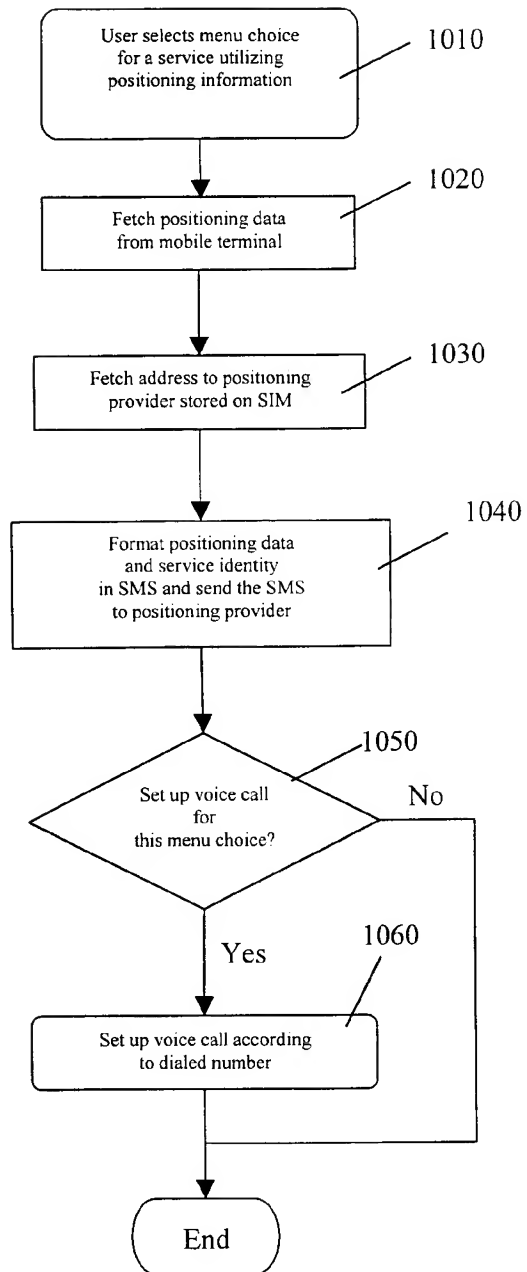 User selects menu choice
for a service utilizing
positioning information
1010
1020
Fetch positioning data
from mobile terminal
1030
Fetch address to positioning
provider stored on SIM
1040
Format positioning data
and service identity
in SMS and send the SMS
to positioning provider
1050
Set up voice call
for
this menu choice?
No
Yes
1060
Set up voice call according
to dialed number
End